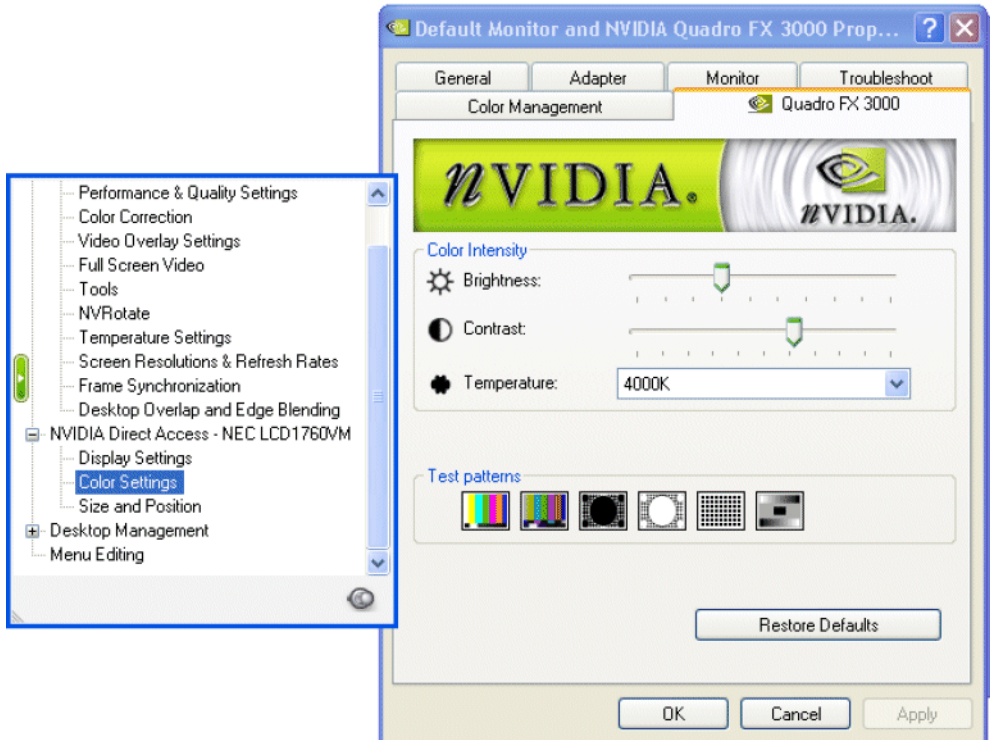 Default Monitor and NVIDIA Quadro FX 3000 Prop...
General Adapter Monitor Troubleshoot
Color Management Quadro FX 3000
nVIDIA.
nVIDIA.
Performance & Quality Settings
Color Correction
Video Overlay Settings
Full Screen Video
Tools
NVRotate
Temperature Settings
Screen Resolutions & Refresh Rates
Frame Synchronization
Desktop Overlap and Edge Blending
NVIDIA Direct Access - NEC LCD1760VM
Display Settings
Color Settings
Size and Position
Desktop Management
Menu Editing
Color Intensity
Brightness:
Contrast:
Temperature: 4000K
Test patterns
Restore Defaults
OK Cancel Apply